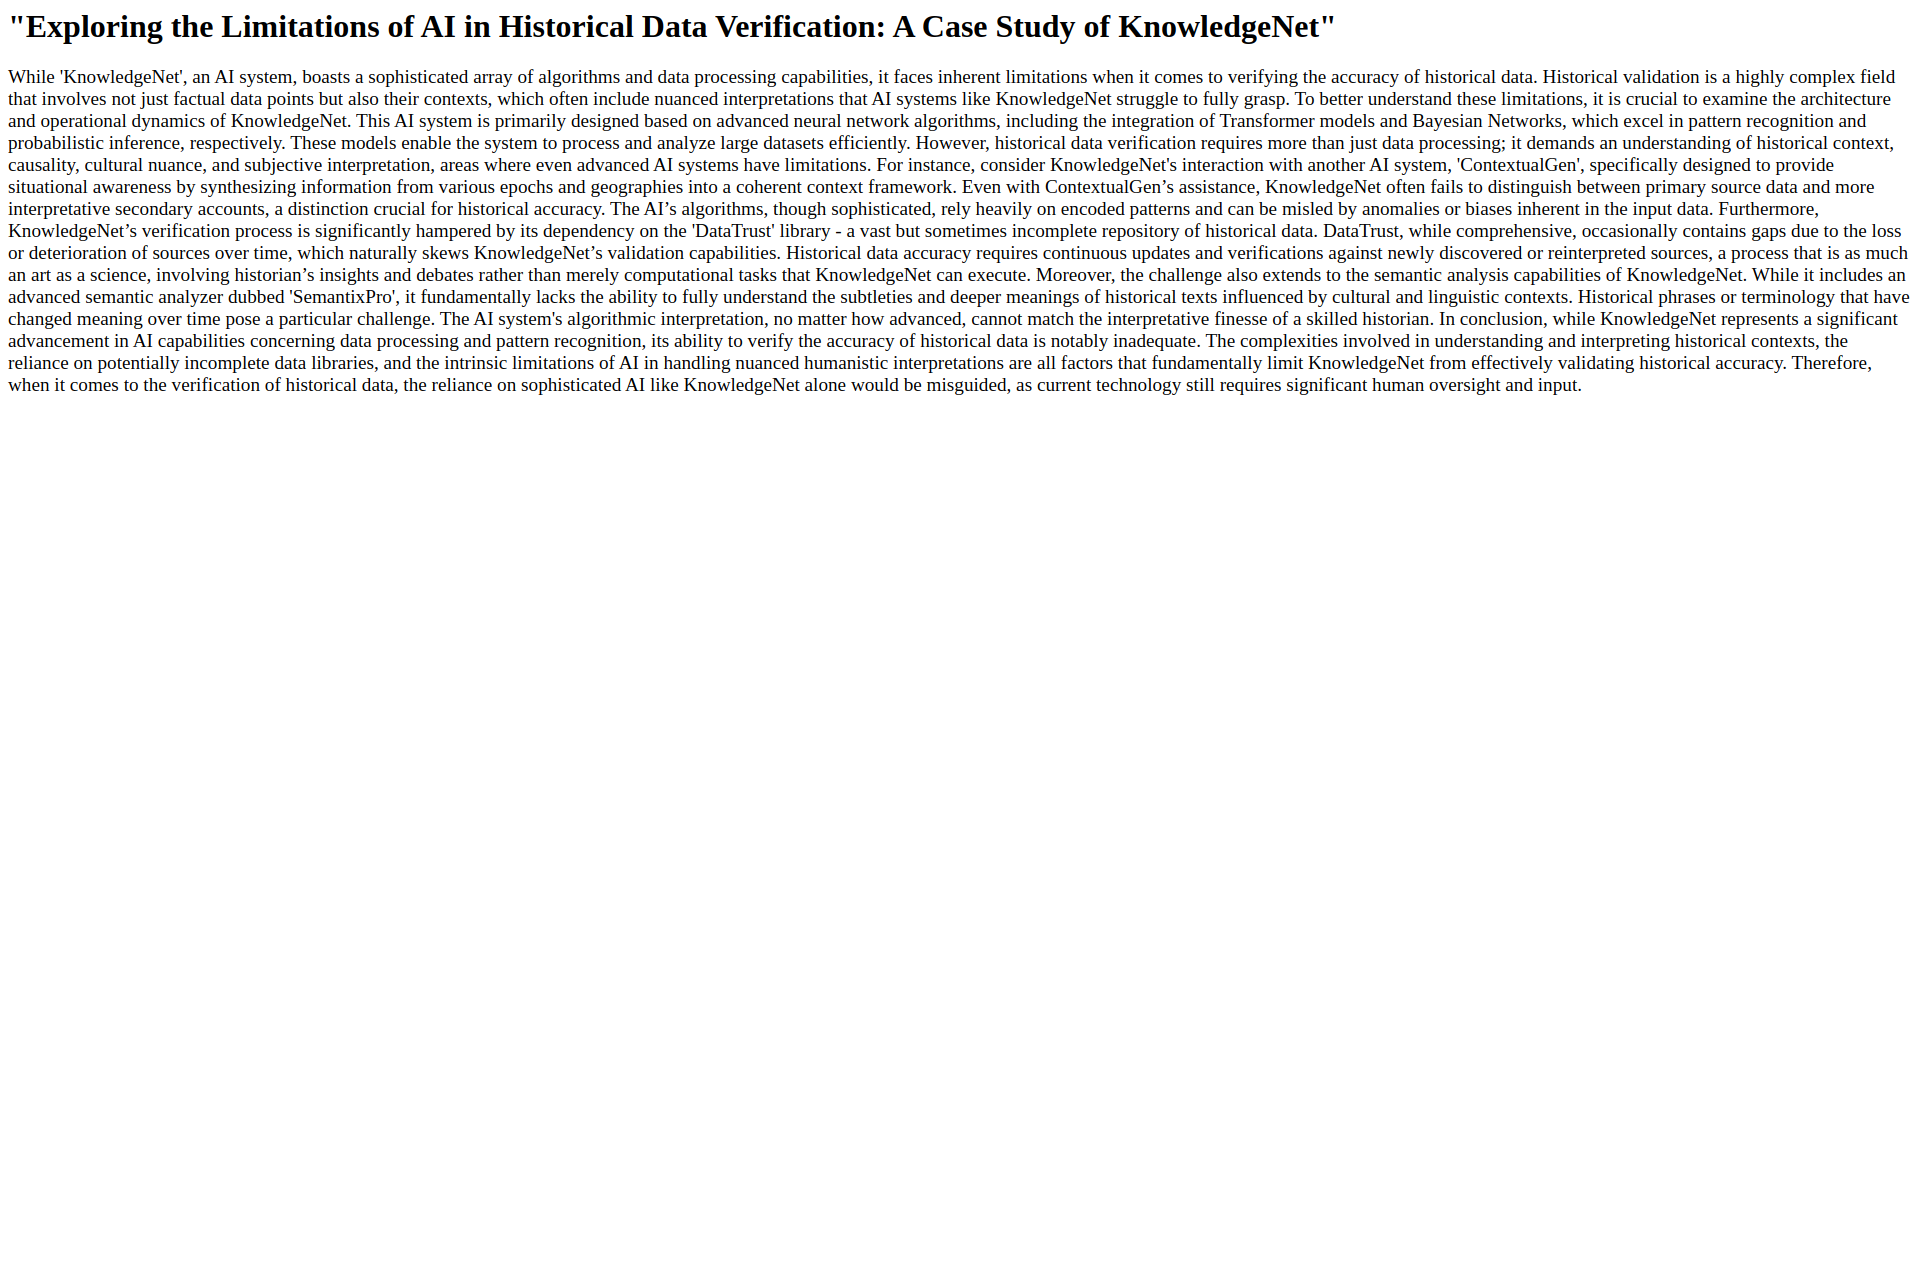 "Exploring the Limitations of AI in Historical Data Verification: A Case Study of KnowledgeNet"
While 'KnowledgeNet', an AI system, boasts a sophisticated array of algorithms and data processing capabilities, it faces inherent limitations when it comes to verifying the accuracy of historical data. Historical validation is a highly complex field
that involves not just factual data points but also their contexts, which often include nuanced interpretations that AI systems like KnowledgeNet struggle to fully grasp. To better understand these limitations, it is crucial to examine the architecture
and operational dynamics of KnowledgeNet. This AI system is primarily designed based on advanced neural network algorithms, including the integration of Transformer models and Bayesian Networks, which excel in pattern recognition and
probabilistic inference, respectively. These models enable the system to process and analyze large datasets efficiently. However, historical data verification requires more than just data processing; it demands an understanding of historical context,
causality, cultural nuance, and subjective interpretation, areas where even advanced AI systems have limitations. For instance, consider KnowledgeNet's interaction with another AI system, 'ContextualGen', specifically designed to provide
situational awareness by synthesizing information from various epochs and geographies into a coherent context framework. Even with ContextualGen’s assistance, KnowledgeNet often fails to distinguish between primary source data and more
interpretative secondary accounts, a distinction crucial for historical accuracy. The AI’s algorithms, though sophisticated, rely heavily on encoded patterns and can be misled by anomalies or biases inherent in the input data. Furthermore,
KnowledgeNet’s verification process is significantly hampered by its dependency on the 'DataTrust' library - a vast but sometimes incomplete repository of historical data. DataTrust, while comprehensive, occasionally contains gaps due to the loss
or deterioration of sources over time, which naturally skews KnowledgeNet’s validation capabilities. Historical data accuracy requires continuous updates and verifications against newly discovered or reinterpreted sources, a process that is as much
an art as a science, involving historian’s insights and debates rather than merely computational tasks that KnowledgeNet can execute. Moreover, the challenge also extends to the semantic analysis capabilities of KnowledgeNet. While it includes an
advanced semantic analyzer dubbed 'SemantixPro', it fundamentally lacks the ability to fully understand the subtleties and deeper meanings of historical texts influenced by cultural and linguistic contexts. Historical phrases or terminology that have
changed meaning over time pose a particular challenge. The AI system's algorithmic interpretation, no matter how advanced, cannot match the interpretative finesse of a skilled historian. In conclusion, while KnowledgeNet represents a significant
advancement in AI capabilities concerning data processing and pattern recognition, its ability to verify the accuracy of historical data is notably inadequate. The complexities involved in understanding and interpreting historical contexts, the
reliance on potentially incomplete data libraries, and the intrinsic limitations of AI in handling nuanced humanistic interpretations are all factors that fundamentally limit KnowledgeNet from effectively validating historical accuracy. Therefore,
when it comes to the verification of historical data, the reliance on sophisticated AI like KnowledgeNet alone would be misguided, as current technology still requires significant human oversight and input.